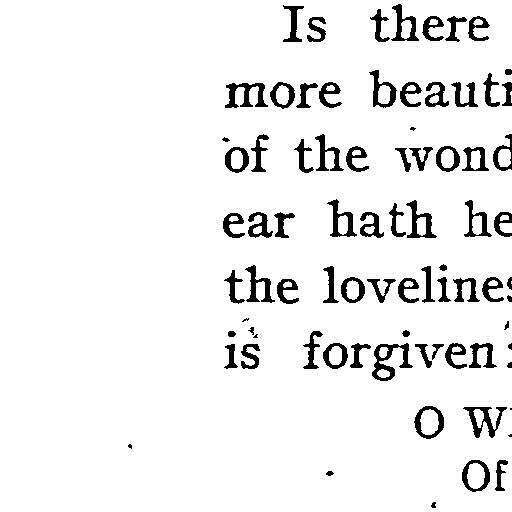 Is there
more beauti
of the wond
ear hath he
the lovelines
is forgiven:
O W
Of